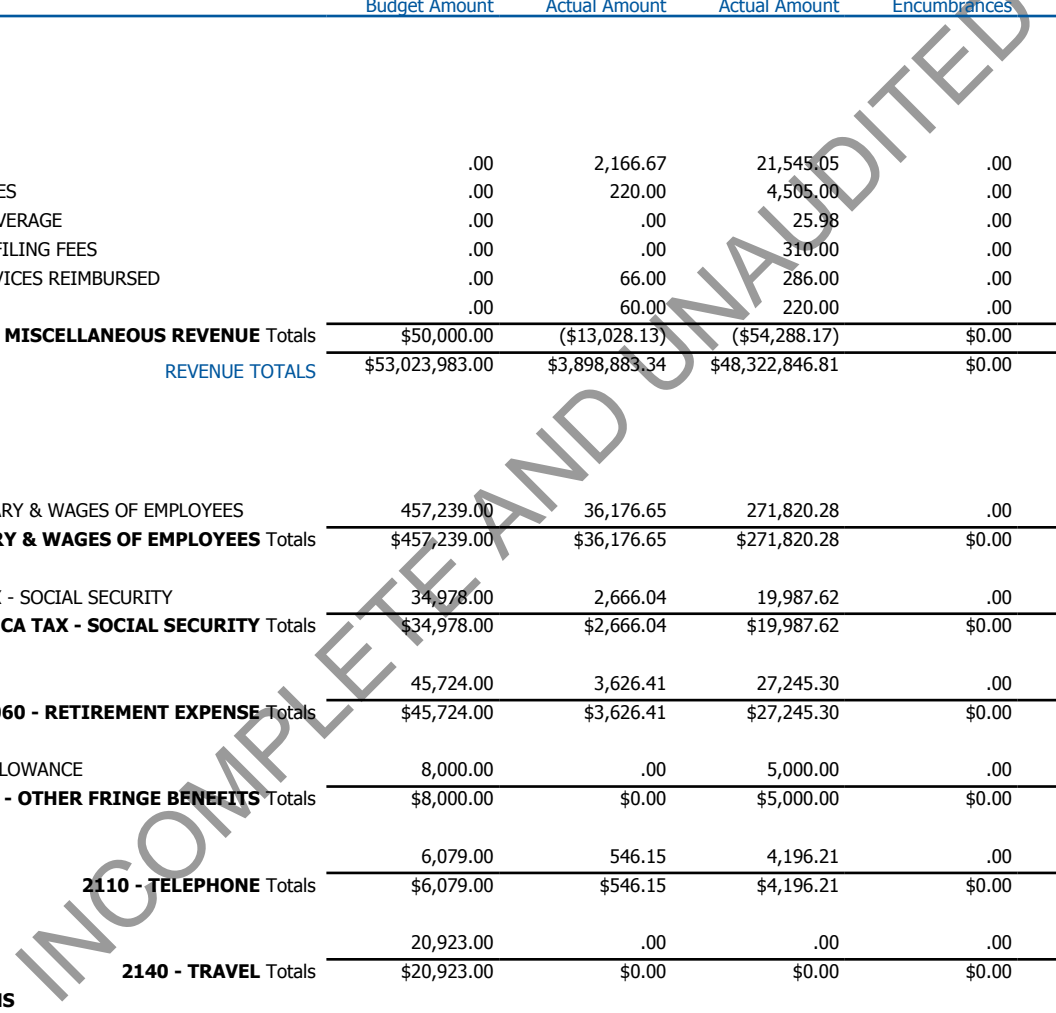 Budget Amount Actual Amount Actual Amount Encumbrances
.00 2,166.67 21,545.05 .00
ES .00 220.00 4,505.00 .00
VERAGE .00 .00 25.98 .00
FILING FEES .00 .00 310.00 .00
VICES REIMBURSED .00 66.00 286.00 .00
.00 60.00 220.00 .00
MISCELLANEOUS REVENUE Totals $50,000.00 ($13,028.13) ($54,288.17) $0.00
REVENUE TOTALS $53,023,983.00 $3,898,883.34 $48,322,846.81 $0.00
ARY & WAGES OF EMPLOYEES 457,239.00 36,176.65 271,820.28 .00
RY & WAGES OF EMPLOYEES Totals $457,239.00 $36,176.65 $271,820.28 $0.00
X - SOCIAL SECURITY 34,978.00 2,666.04 19,987.62 .00
CA TAX - SOCIAL SECURITY Totals $34,978.00 $2,666.04 $19,987.62 $0.00
45,724.00 3,626.41 27,245.30 .00
060 - RETIREMENT EXPENSE Totals $45,724.00 $3,626.41 $27,245.30 $0.00
LOWANCE 8,000.00 .00 5,000.00 .00
- OTHER FRINGE BENEFITS Totals $8,000.00 $0.00 $5,000.00 $0.00
6,079.00 546.15 4,196.21 .00
2110 - TELEPHONE Totals $6,079.00 $546.15 $4,196.21 $0.00
20,923.00 .00 .00 .00
2140 - TRAVEL Totals $20,923.00 $0.00 $0.00 $0.00
NS
INCOMPLETE AND UNAUDITED